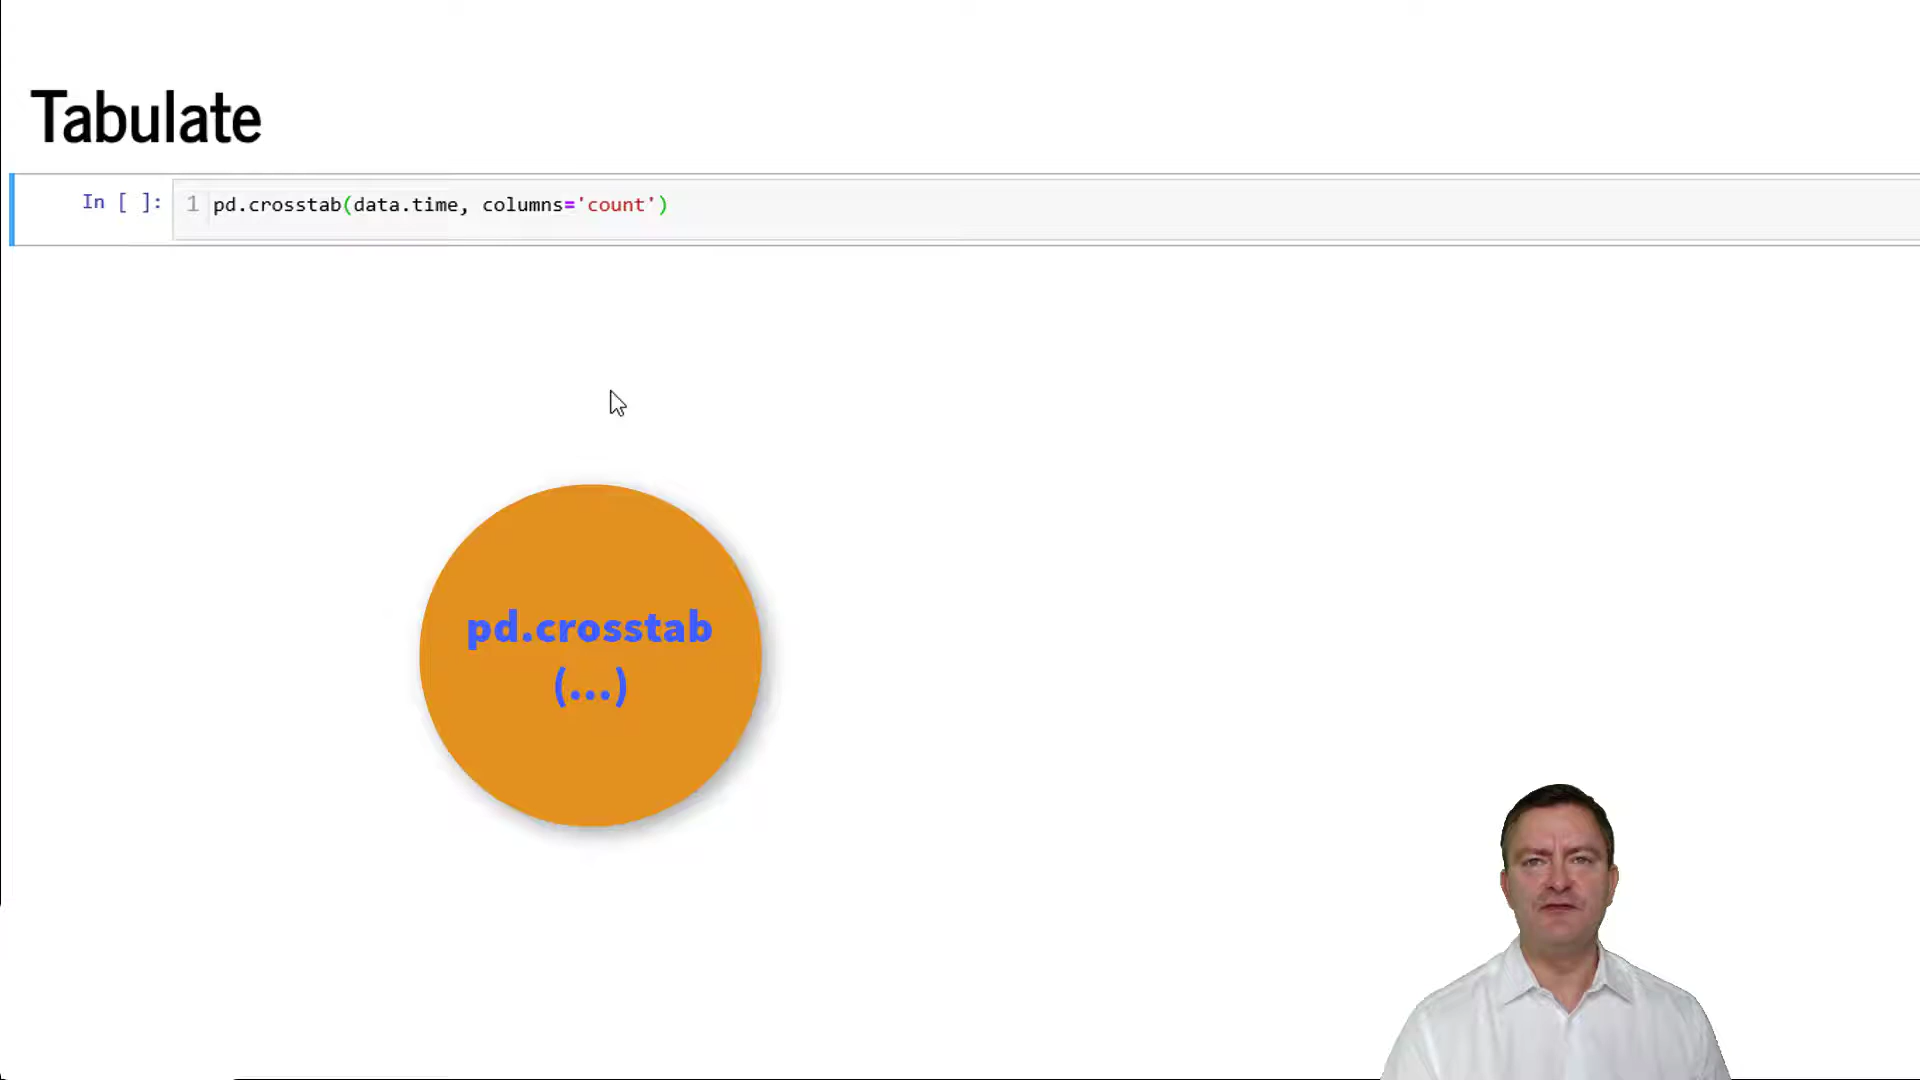 Tabulate
In [ ]: 1 pd.crosstab(data.time, columns='count')
pd.crosstab
(...)